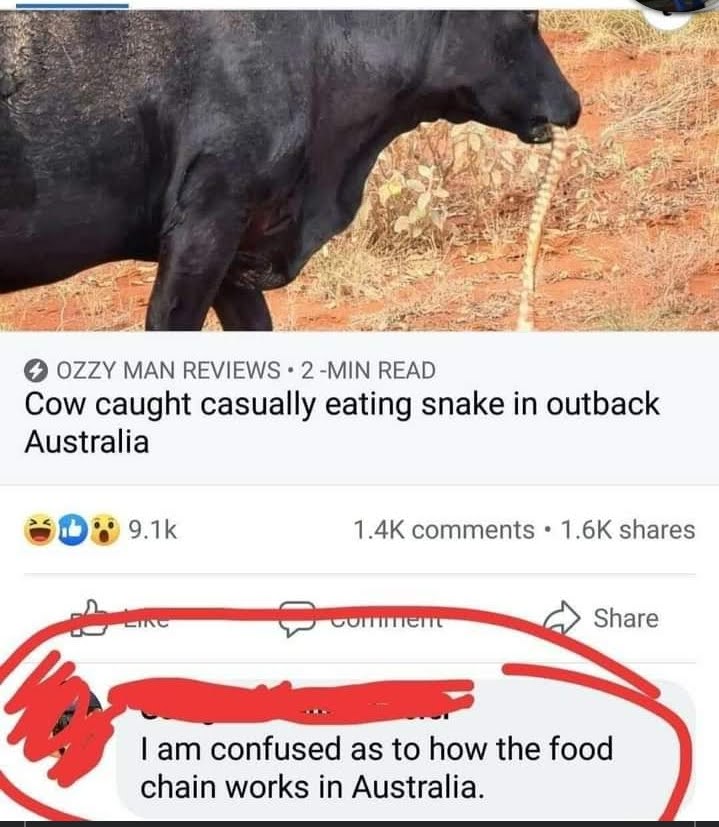 OZZY MAN REVIEWS • 2 -MIN READ
Cow caught casually eating snake in outback
Australia
9.1k 1.4K comments • 1.6K shares
Like Comment Share
I am confused as to how the food
chain works in Australia.